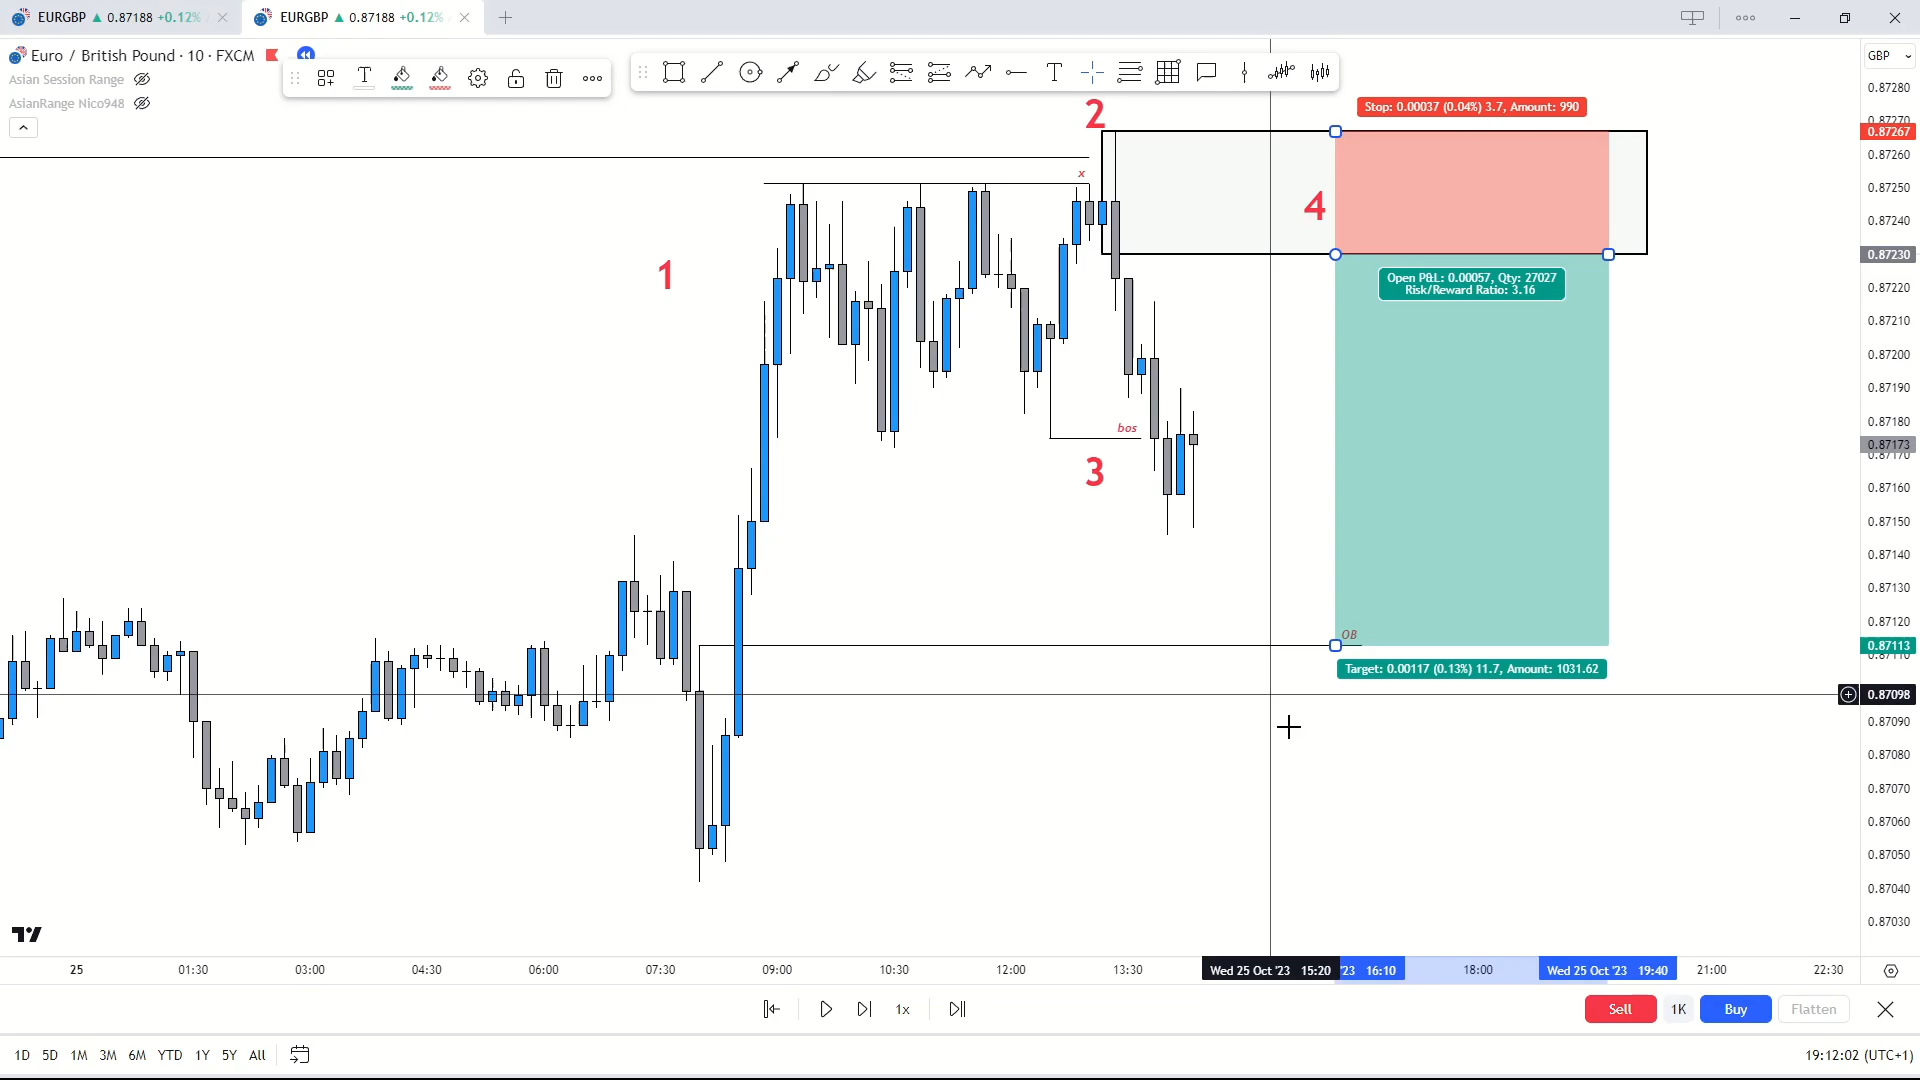 EURGBP ▲ 0.87188 +0.12%
EURGBP ▲ 0.87188 +0.12%
Euro / British Pound · 10 · FXCM
Asian Session Range
AsianRange Nico948
GBP
2
Stop: 0.00037 (0.04%) 3.7, Amount: 990
x
4
1
Open P&L: 0.00057, Qty: 27027
Risk/Reward Ratio: 3.16
bos
3
OB
Target: 0.00117 (0.13%) 11.7, Amount: 1031.62
0.87280
0.87270
0.87267
0.87260
0.87250
0.87240
0.87230
0.87220
0.87210
0.87200
0.87190
0.87180
0.87173
0.87170
0.87160
0.87150
0.87140
0.87130
0.87120
0.87113
0.87110
0.87098
0.87090
0.87080
0.87070
0.87060
0.87050
0.87040
0.87030
25
01:30
03:00
04:30
06:00
07:30
09:00
10:30
12:00
13:30
Wed 25 Oct '23 15:20
'23 16:10
18:00
Wed 25 Oct '23 19:40
21:00
22:30
1x
Sell
1K
Buy
Flatten
1D 5D 1M 3M 6M YTD 1Y 5Y All
19:12:02 (UTC+1)